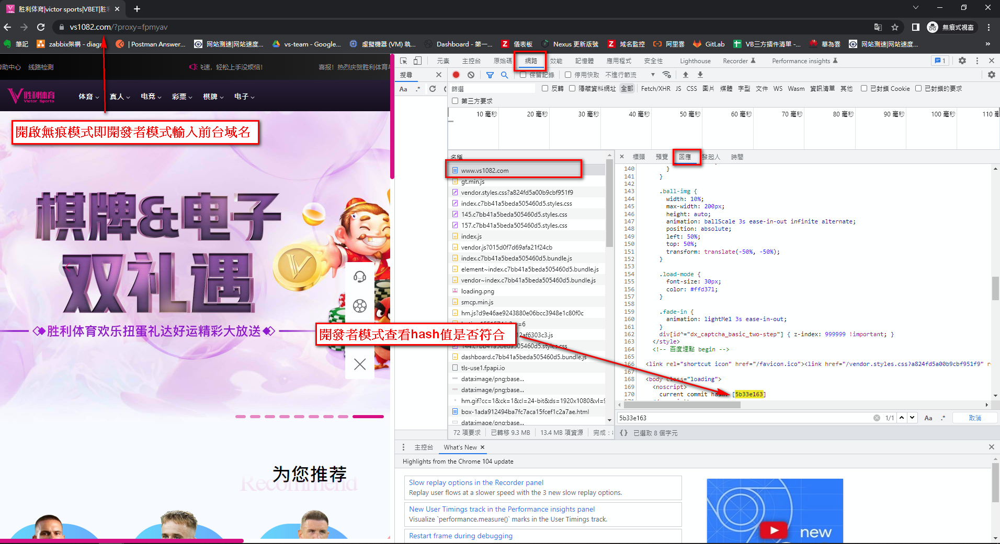 胜利体育|victor sports|VBET|胜利
vs1082.com/?proxy=fpmyav
無痕式視窗
筆記
zabbix架構 - diagr
| Postman Answer...
网站测速|网站速度...
vs-team - Google...
虛擬機器 (VM) 執...
Dashboard - 第一...
儀表板
Nexus 更新版號
域名監控
阿里雲
GitLab
VB三方插件清單 -...
華為雲
网站测速|网站速度...
帮助中心 线路检测
快速，轻松上手没烦恼！
喜报！热烈庆贺胜利体育与
胜利体育
Victor Sports
体育
真人
电竞
彩票
棋牌
电子
開啟無痕模式即開發者模式輸入前台域名
棋牌&电子
双礼遇
胜利体育欢乐扭蛋礼达好运精彩大放送
为您推荐
Recommend
元素
主控台
原始碼
網路
效能
記憶體
應用程式
安全性
Lighthouse
Recorder
Performance insights
1
搜尋
Aa
.*
保留記錄
停用快取
不進行節流
篩選
反轉
隱藏資料網址
全部
Fetch/XHR
JS
CSS
圖片
媒體
字型
文件
WS
Wasm
資訊清單
其他
已封鎖 Cookie
已封鎖的要求
第三方要求
10 毫秒
20 毫秒
30 毫秒
40 毫秒
50 毫秒
60 毫秒
70 毫秒
80 毫秒
90 毫秒
100 毫秒
110 毫
名稱
www.vs1082.com
gt.min.js
vendor.styles.css?a824fd5a00b9cbf951f9
index.c7bb41a5beda505460d5.styles.css
145.c7bb41a5beda505460d5.styles.css
157.c7bb41a5beda505460d5.styles.css
index.js
vendor.js?015d0f7d69afa21f24cb
index.c7bb41a5beda505460d5.bundle.js
element~index.c7bb41a5beda505460d5.bundle.js
vendor~index.c7bb41a5beda505460d5.bundle.js
loading.png
smcp.min.js
hm.js?d9e46ae9243880e06bcc3948e1c80f0c
開發者模式查看hash值是否符合
144.c7bb41a5beda505460d5.styles.css
dashboard.c7bb41a5beda505460d5.bundle.js
tls-use1.fpapi.io
data:image/png;base...
data:image/png;base...
hm.gif?cc=1&ck=1&cl=24-bit&ds=1920x1080&vl=9
box-1ada912494ba7fc7aca15fcef1c2a7ae.html
data:image/png;base...
72 項要求
已轉移 9.3 MB
13.4 MB 項資源
完成：
標頭
預覽
回應
發起人
時間
140 }
141 }
142
143 .ball-img {
144 width: 10%;
145 max-width: 200px;
146 height: auto;
147 animation: ballScale 3s ease-in-out infinite alternate;
148 position: absolute;
149 left: 50%;
150 top: 50%;
151 transform: translate(-50%, -50%);
152 }
153
154 .load-mode {
155 font-size: 30px;
156 color: #ffd371;
157 }
158
159 .fade-in {
160 animation: lightMe1 3s ease-in-out;
161 }
162 div[id^="dx_captcha_basic_two-step"] { z-index: 999999 !important; }
163 </style>
164 <!-- 百度埋點 begin -->
165
166 <link rel="shortcut icon" href="/favicon.ico"><link href="/vendor.styles.css?a824fd5a00b9cbf951f9" r
167
168 <body class="loading">
169 <noscript>
170 current commit hash: [5b33e163]
5b33e163
1/1
Aa
.*
取消
{} 已選取 8 個字元
主控台
What's New
Highlights from the Chrome 104 update
Slow replay options in the Recorder panel
Replay user flows at a slower speed with the 3 new slow replay options.
New User Timings track in the Performance insights panel
Visualize `performance.measure()` marks in the User Timings track.
Restart frame during debugging
new